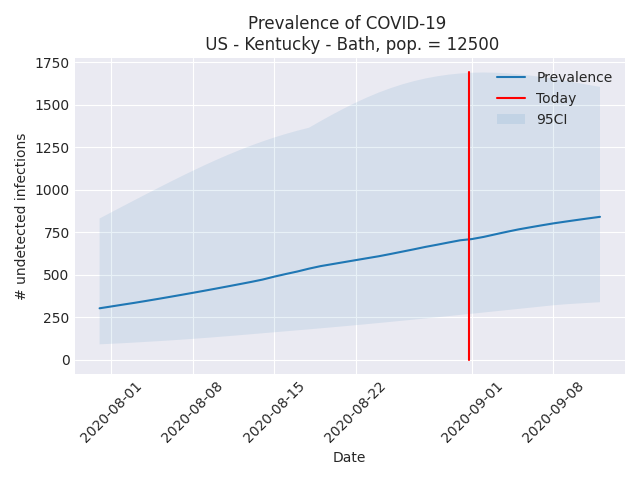 Prevalence of COVID-19
US - Kentucky - Bath, pop. = 12500
# undetected infections
1750
1500
1250
1000
750
500
250
0
Prevalence
Today
95CI
2020-08-01
2020-08-08
2020-08-15
2020-08-22
2020-09-01
2020-09-08
Date